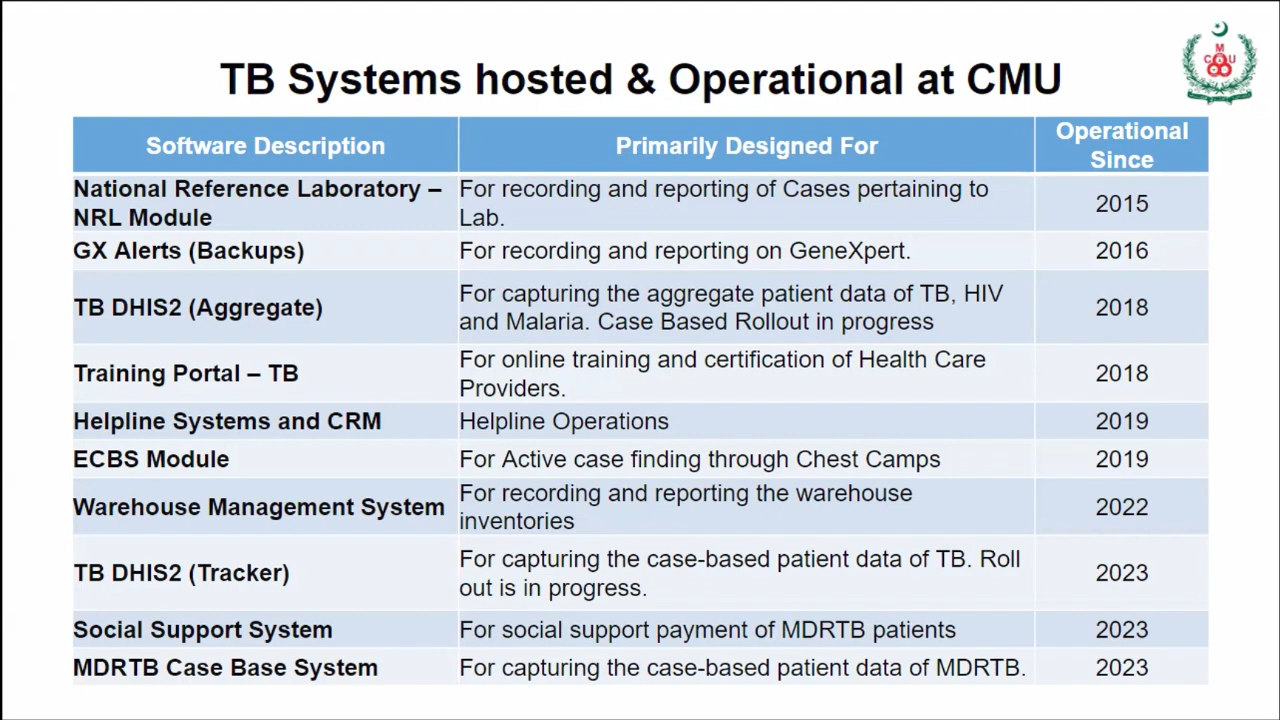 TB Systems hosted & Operational at CMU
M
C U
Software Description
Primarily Designed For
Operational
Since
National Reference Laboratory –
NRL Module
For recording and reporting of Cases pertaining to
Lab.
2015
GX Alerts (Backups)
For recording and reporting on GeneXpert.
2016
TB DHIS2 (Aggregate)
For capturing the aggregate patient data of TB, HIV
and Malaria. Case Based Rollout in progress
2018
Training Portal – TB
For online training and certification of Health Care
Providers.
2018
Helpline Systems and CRM
Helpline Operations
2019
ECBS Module
For Active case finding through Chest Camps
2019
Warehouse Management System
For recording and reporting the warehouse
inventories
2022
TB DHIS2 (Tracker)
For capturing the case-based patient data of TB. Roll
out is in progress.
2023
Social Support System
For social support payment of MDRTB patients
2023
MDRTB Case Base System
For capturing the case-based patient data of MDRTB.
2023